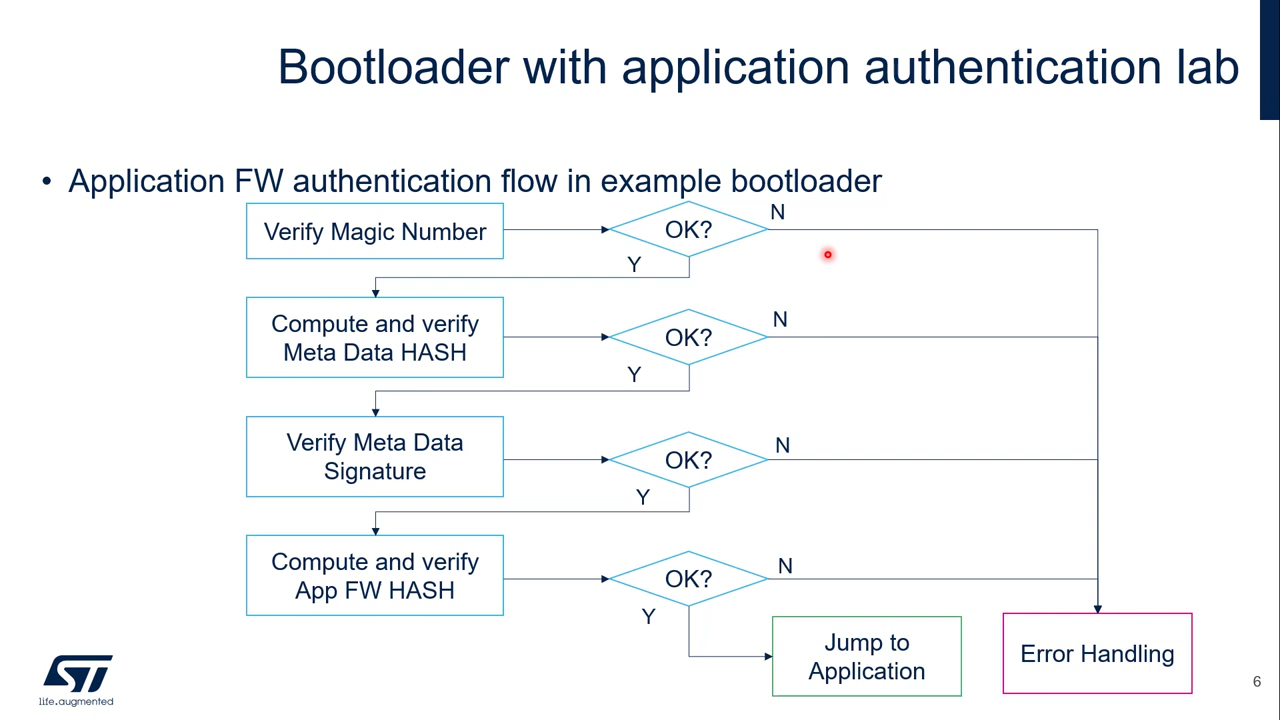 Bootloader with application authentication lab
• Application FW authentication flow in example bootloader
Verify Magic Number
OK?
N
Y
Compute and verify
Meta Data HASH
OK?
N
Y
Verify Meta Data
Signature
OK?
N
Y
Compute and verify
App FW HASH
OK?
N
Y
Jump to
Application
Error Handling
ST
life.augmented
6